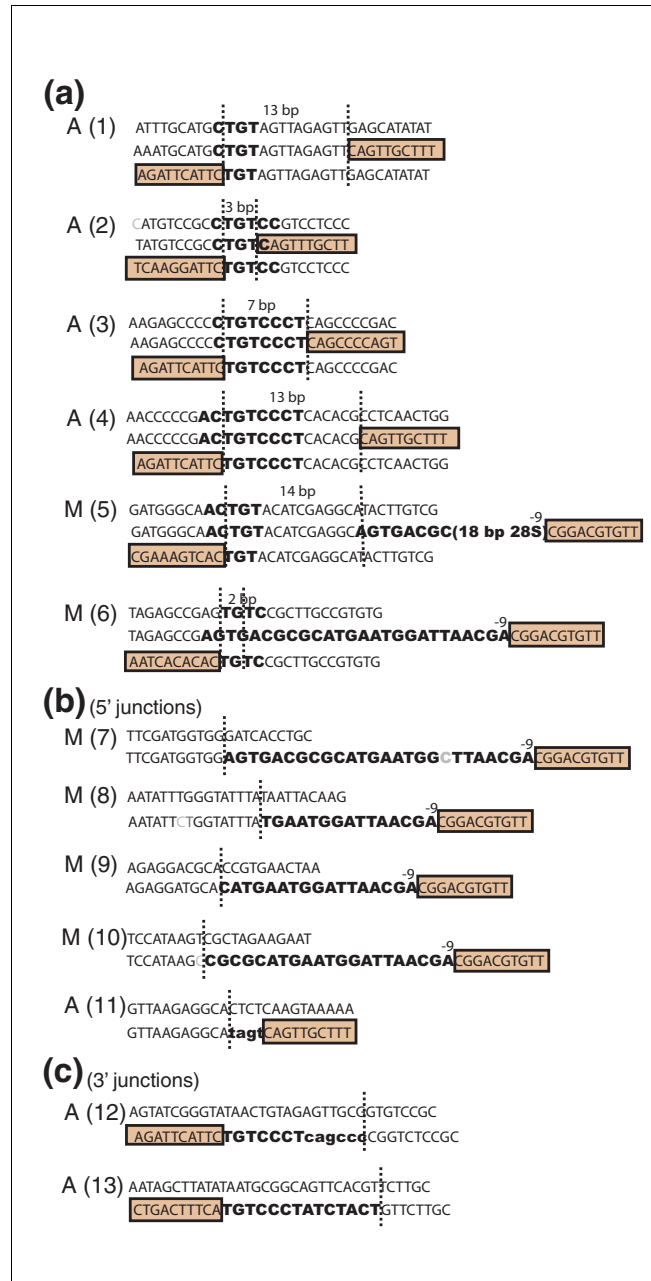 (a)
13 bp
A (1) ATTTGCATGCTGTAGTTAGAGTTGAGCATATAT
AAATGCATGCTGTAGTTAGAGTTCAGTTGCTTT
AGATTCATTCTGTAGTTAGAGTTGAGCATATAT
3 bp
A (2) CATGTCCGCCTGTCCGTCCTCCC
TATGTCCGCCTGTCAGTTTGCTT
TCAAGGATTCTGTCCGTCCTCCC
7 bp
A (3) AAGAGCCCCCTGTCCCTCAGCCCCGAC
AAGAGCCCCCTGTCCCTCAGCCCCAGT
AGATTCATTCTGTCCCTCAGCCCCGAC
13 bp
A (4) AACCCCCGACTGTCCCTCACACGCCTCAACTGG
AACCCCCGACTGTCCCTCACACGCAGTTGCTTT
AGATTCATTCTGTCCCTCACACGCCTCAACTGG
14 bp
M (5) GATGGGCAACTGTACATCGAGGCATACTTGTCG
-9
GATGGGCAACTGTACATCGAGGCAGTGACGC(18 bp 28S)CGGACGTGTT
CGAAAGTCACTGTACATCGAGGCATACTTGTCG
2 bp
M (6) TAGAGCCGAGTGTCCGCTTGCCGTGTG
-9
TAGAGCCGAGTGACGCGCATGAATGGATTAACGACGGACGTGTT
AATCACACACTGTCCGCTTGCCGTGTG
(b) (5' junctions)
M (7) TTCGATGGTGGGATCACCTGC
-9
TTCGATGGTGGAGTGACGCGCATGAATGGCTTAACGACGGACGTGTT
M (8) AATATTTGGGTATTTATAATTACAAG
-9
AATATTCTGGTATTTATGAATGGATTAACGACGGACGTGTT
M (9) AGAGGACGCACCGTGAACTAA
-9
AGAGGATGCACATGAATGGATTAACGACGGACGTGTT
M (10) TCCATAAGTCGCTAGAAGAAT
-9
TCCATAAGCCGCGCATGAATGGATTAACGACGGACGTGTT
A (11) GTTAAGAGGCACTCTCAAGTAAAAA
GTTAAGAGGCAtagtCAGTTGCTTT
(c) (3' junctions)
A (12) AGTATCGGGTATAACTGTAGAGTTGCGGTGTCCGC
AGATTCATTCTGTCCCTcagcccCGGTCTCCGC
A (13) AATAGCTTATATAATGCGGCAGTTCACGTTCTTGC
CTGACTTTCATGTCCCTATCTACTGTTCTTGC